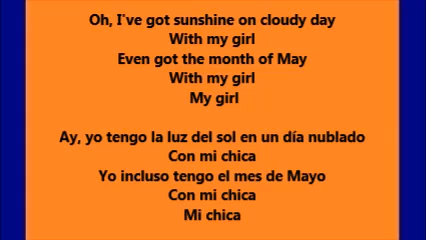 Oh, I've got sunshine on cloudy day
With my girl
Even got the month of May
With my girl
My girl
Ay, yo tengo la luz del sol en un día nublado
Con mi chica
Yo incluso tengo el mes de Mayo
Con mi chica
Mi chica